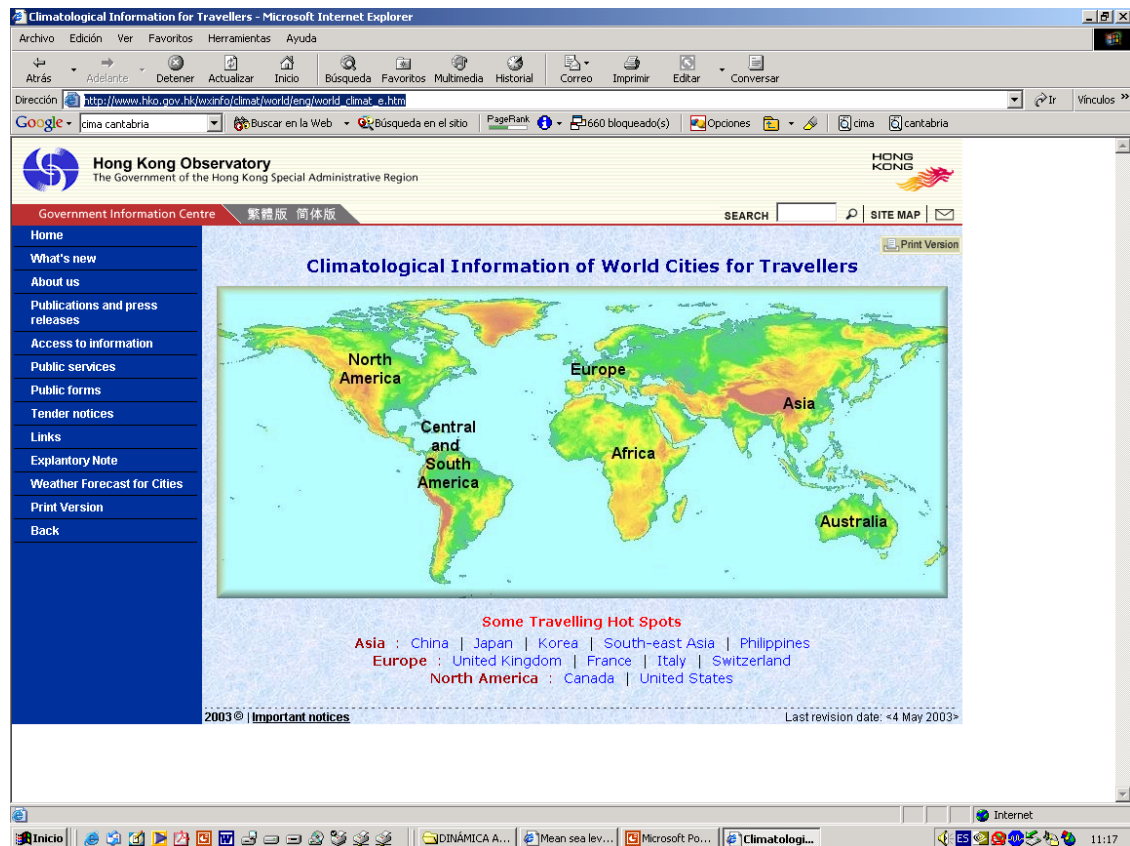 Climatological Information for Travellers - Microsoft Internet Explorer
Archivo Edición Ver Favoritos Herramientas Ayuda
Atrás Adelante Detener Actualizar Inicio Búsqueda Favoritos Multimedia Historial Correo Imprimir Editar Conversar
Dirección http://www.hko.gov.hk/wxinfo/climat/world/eng/world_climat_e.htm Ir Vínculos »
Google cima cantabria Buscar en la Web Búsqueda en el sitio PageRank 660 bloqueado(s) Opciones cima cantabria
Hong Kong Observatory
The Government of the Hong Kong Special Administrative Region
HONG
KONG
Government Information Centre 繁體版 简体版 SEARCH SITE MAP
Print Version
Home
What's new
About us
Publications and press
releases
Access to information
Public services
Public forms
Tender notices
Links
Explantory Note
Weather Forecast for Cities
Print Version
Back
Climatological Information of World Cities for Travellers
North
America
Europe
Asia
Central
and
South
America
Africa
Australia
Some Travelling Hot Spots
Asia : China | Japan | Korea | South-east Asia | Philippines
Europe : United Kingdom | France | Italy | Switzerland
North America : Canada | United States
2003 © | Important notices Last revision date: <4 May 2003>
Internet
Inicio DINÁMICA A... Mean sea lev... Microsoft Po... Climatologi... ES 11:17